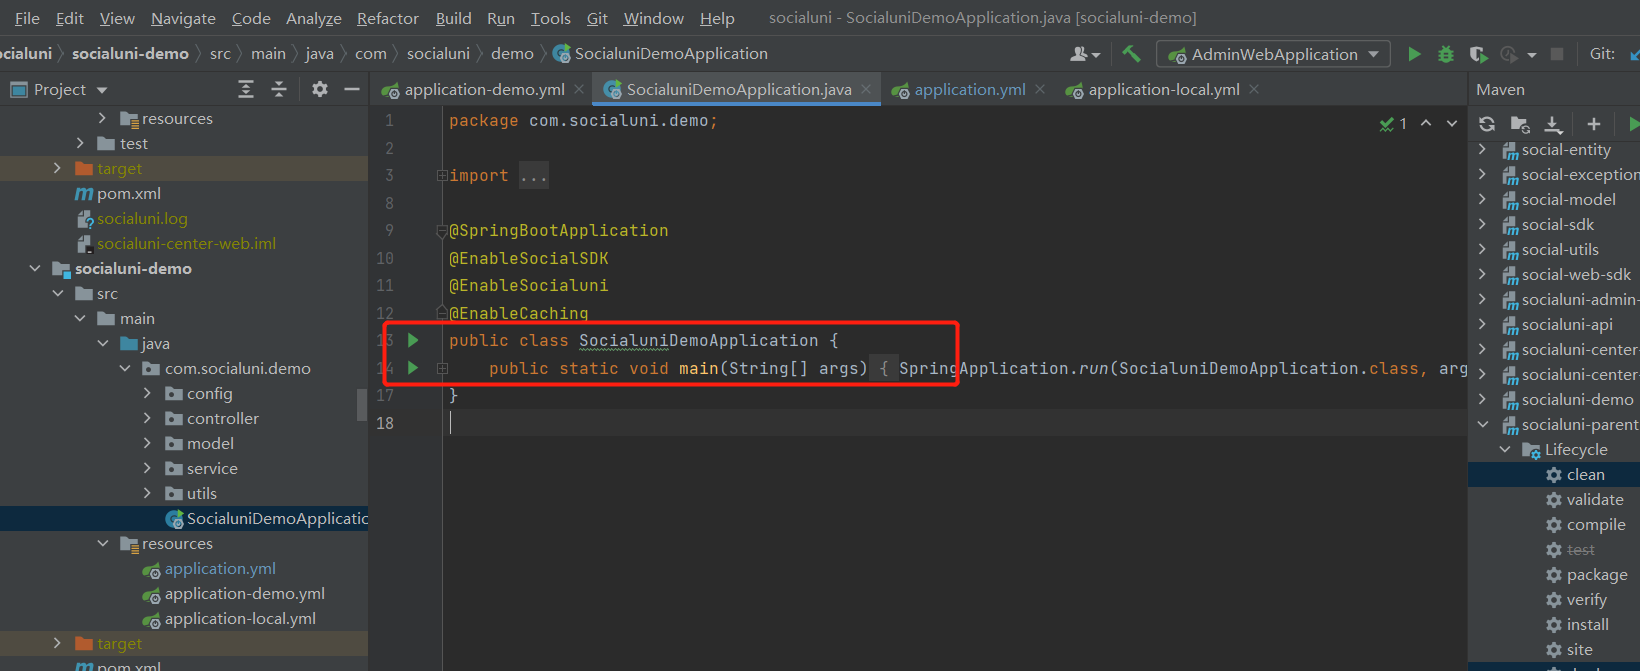 File Edit View Navigate Code Analyze Refactor Build Run Tools Git Window Help socialuni - SocialuniDemoApplication.java [socialuni-demo]
ocialuni socialuni-demo src main java com socialuni demo SocialuniDemoApplication AdminWebApplication Git:
Project
resources
test
target
pom.xml
socialuni.log
socialuni-center-web.iml
socialuni-demo
src
main
java
com.socialuni.demo
config
controller
model
service
utils
SocialuniDemoApplicatio
resources
application.yml
application-demo.yml
application-local.yml
target
pom.xml
application-demo.yml SocialuniDemoApplication.java application.yml application-local.yml
1 package com.socialuni.demo;
1
2
3 import ...
8
9 @SpringBootApplication
10 @EnableSocialSDK
11 @EnableSocialuni
12 @EnableCaching
13 public class SocialuniDemoApplication {
14 public static void main(String[] args) { SpringApplication.run(SocialuniDemoApplication.class, arg
17 }
18
Maven
social-entity
social-exception
social-model
social-sdk
social-utils
social-web-sdk
socialuni-admin-
socialuni-api
socialuni-center
socialuni-center-
socialuni-demo
socialuni-parent
Lifecycle
clean
validate
compile
test
package
verify
install
site